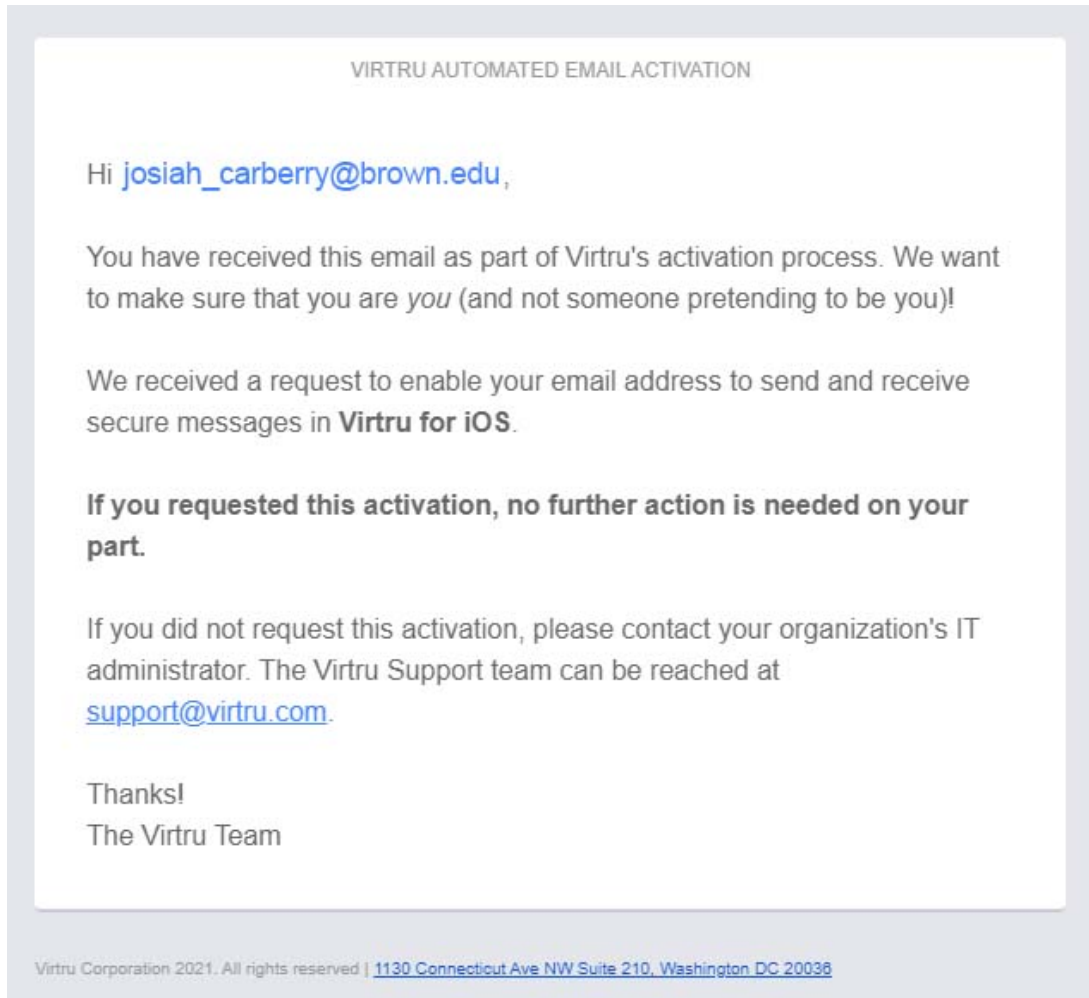 VIRTRU AUTOMATED EMAIL ACTIVATION
Hi josiah_carberry@brown.edu,
You have received this email as part of Virtru's activation process. We want
to make sure that you are you (and not someone pretending to be you)!
We received a request to enable your email address to send and receive
secure messages in Virtru for iOS.
If you requested this activation, no further action is needed on your
part.
If you did not request this activation, please contact your organization's IT
administrator. The Virtru Support team can be reached at
support@virtru.com.
Thanks!
The Virtru Team
Virtru Corporation 2021. All rights reserved | 1130 Connecticut Ave NW Suite 210, Washington DC 20036